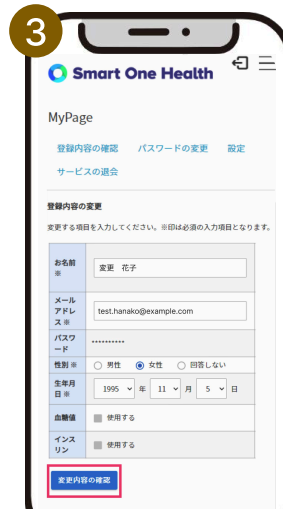 3
Smart One Health
MyPage
登録内容の確認 パスワードの変更 設定
サービスの退会
登録内容の変更
変更する項目を入力してください。※印は必須の入力項目となります。
お名前
※
変更 花子
メール
アドレ
ス ※
test.hanako@example.com
パスワ
ード
**********
性別 ※ 男性 女性 回答しない
生年月
日 ※
1995 年 11 月 5 日
血糖値 使用する
インス
リン
使用する
変更内容の確認